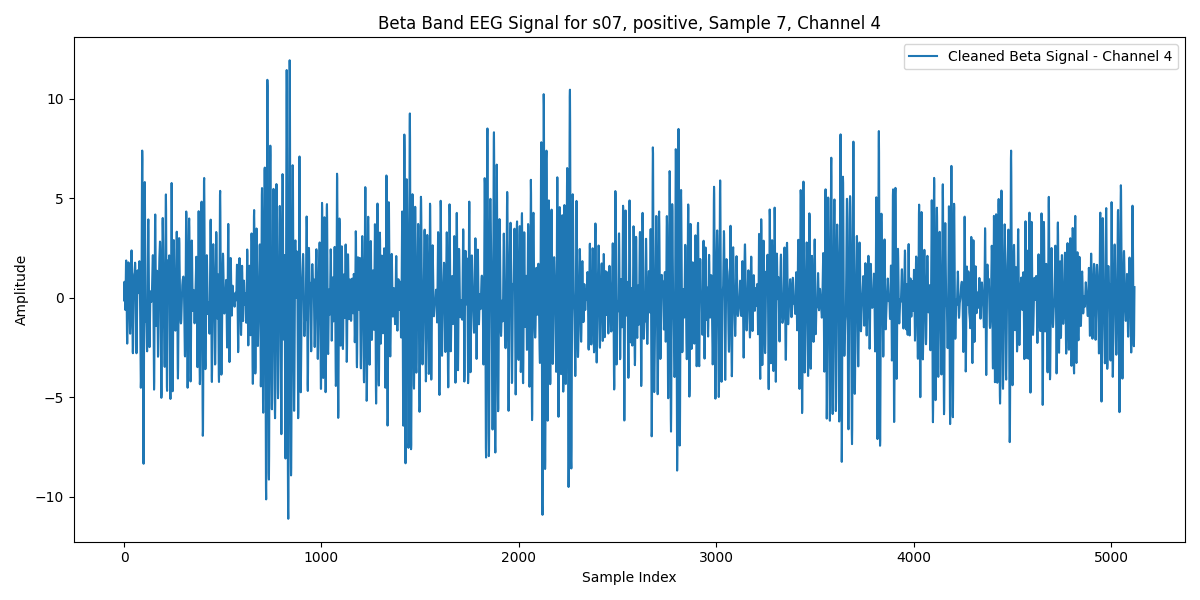 Beta Band EEG Signal for s07, positive, Sample 7, Channel 4
Cleaned Beta Signal - Channel 4
Amplitude
10
5
0
−5
−10
0 1000 2000 3000 4000 5000
Sample Index